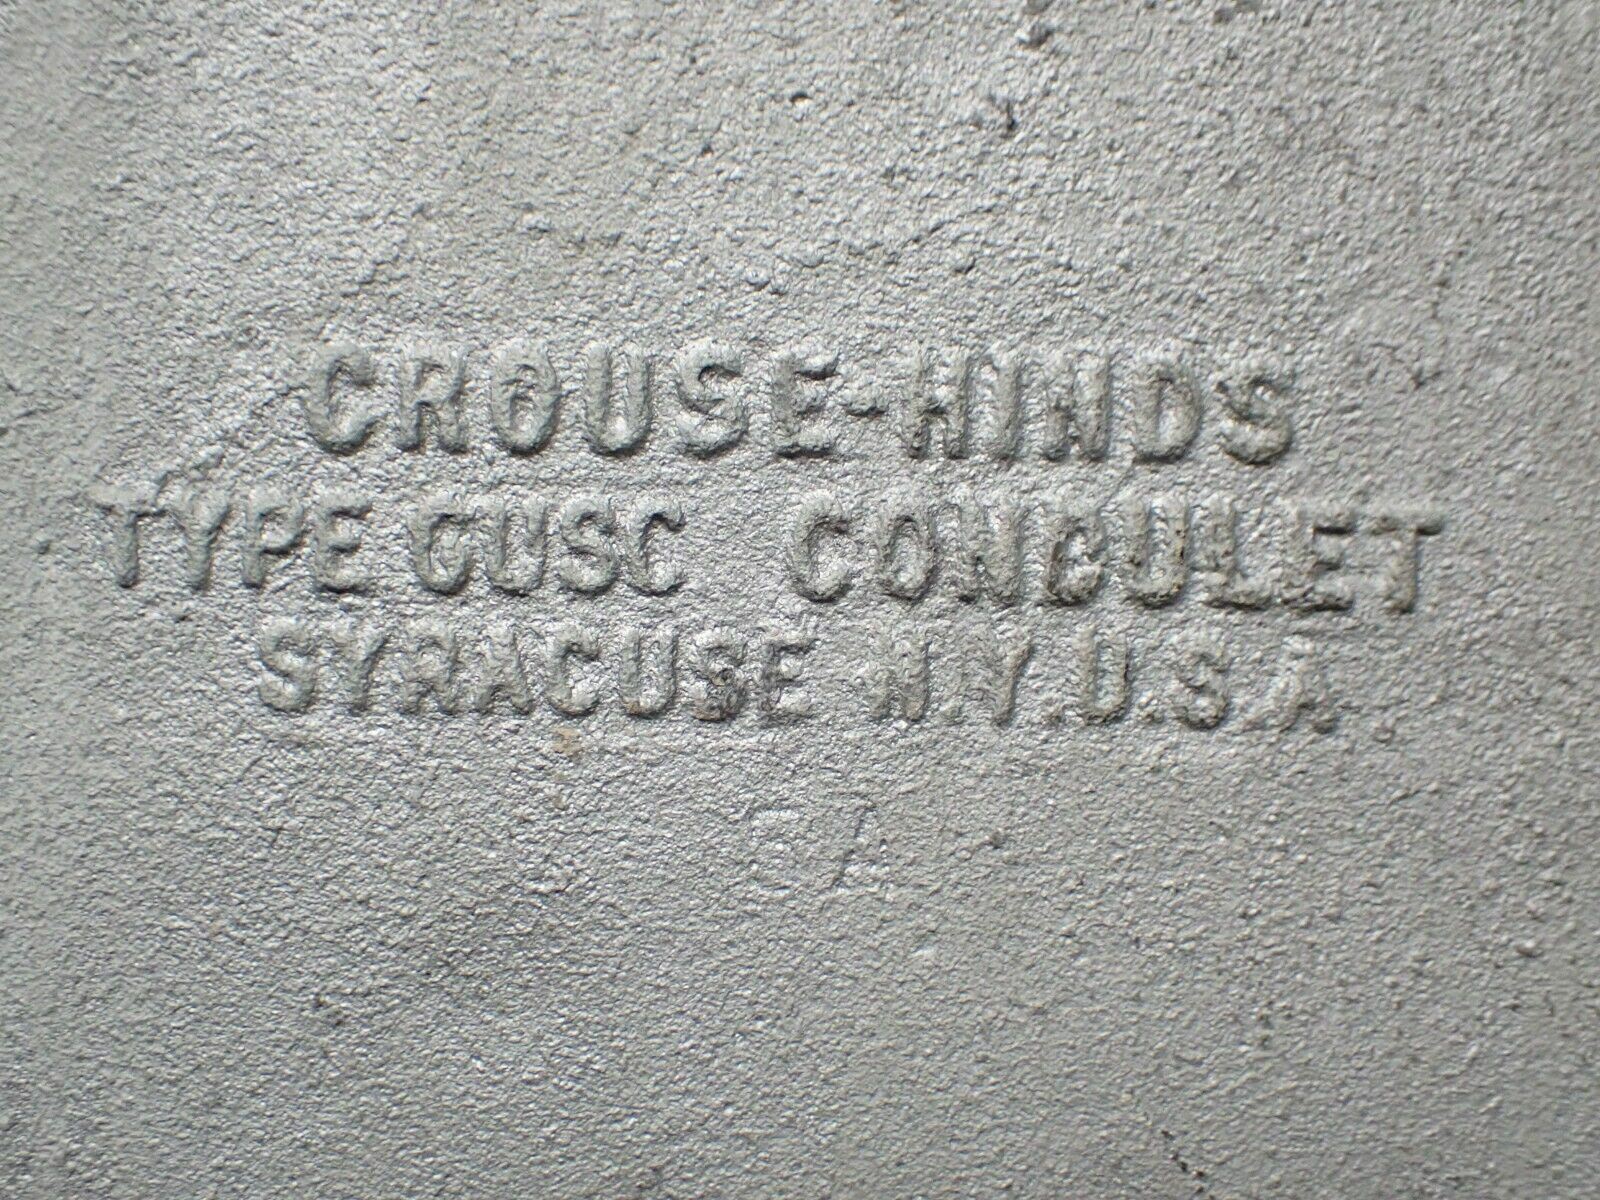 CROUSE-HINDS
TYPE GUSC CONDULET
SYRACUSE N.Y.U.S.A.